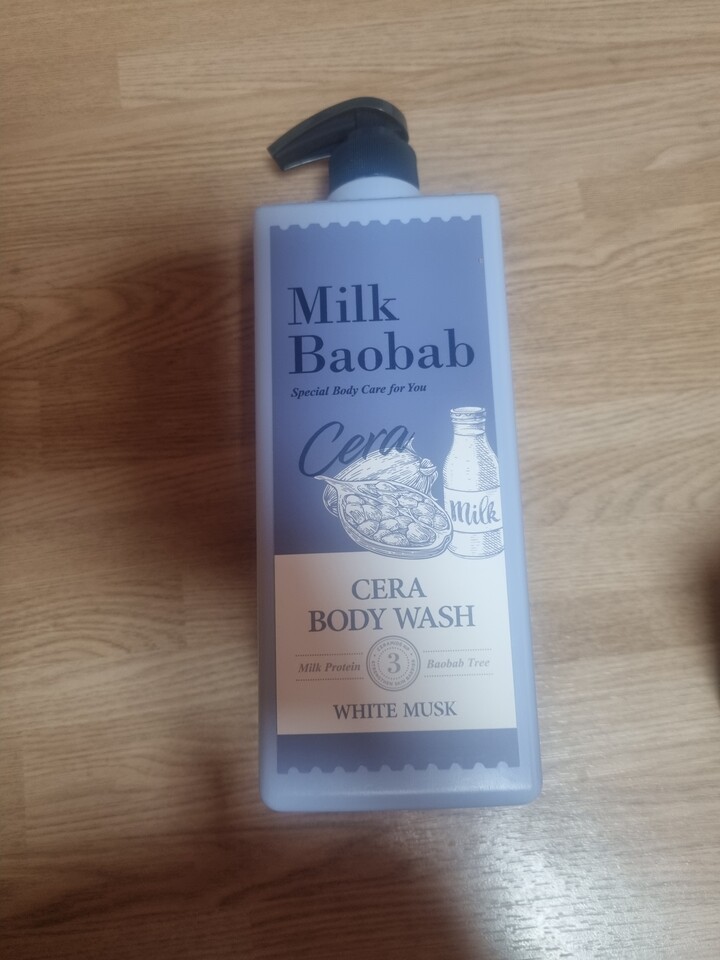 Milk
Baobab
Special Body Care for You
Cera
Milk
CERA
BODY WASH
Milk Protein 3 Baobab Tree
WHITE MUSK